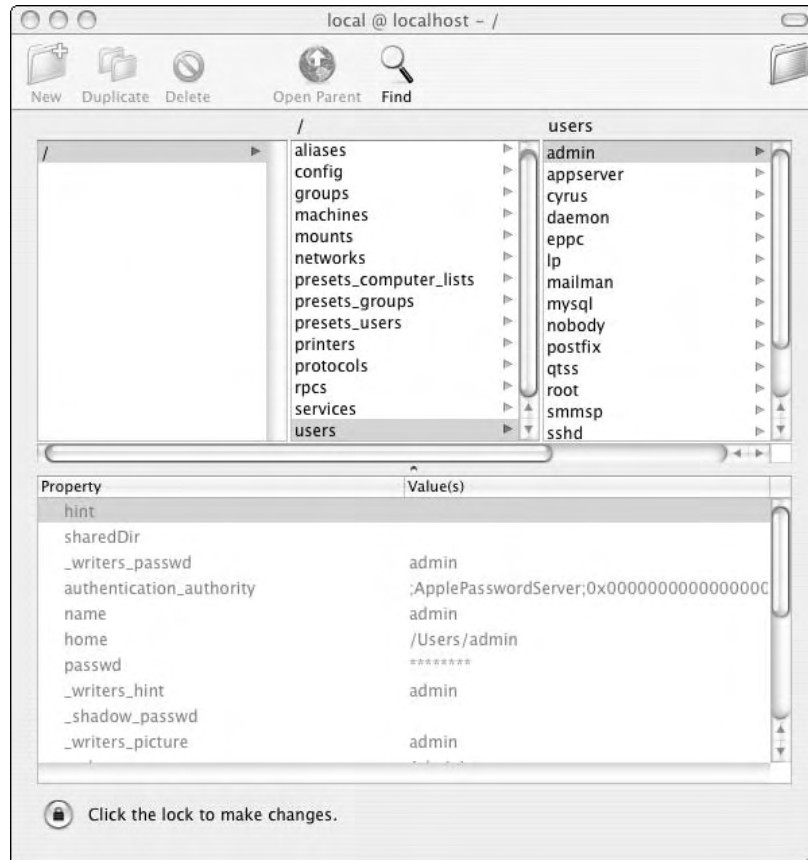 local @ localhost – /
New Duplicate Delete Open Parent Find
/ users
/
aliases
config
groups
machines
mounts
networks
presets_computer_lists
presets_groups
presets_users
printers
protocols
rpcs
services
users
admin
appserver
cyrus
daemon
eppc
lp
mailman
mysql
nobody
postfix
qtss
root
smmsp
sshd
Property Value(s)
hint
sharedDir
_writers_passwd admin
authentication_authority ;ApplePasswordServer;0x0000000000000000
name admin
home /Users/admin
passwd ********
_writers_hint admin
_shadow_passwd
_writers_picture admin
Click the lock to make changes.